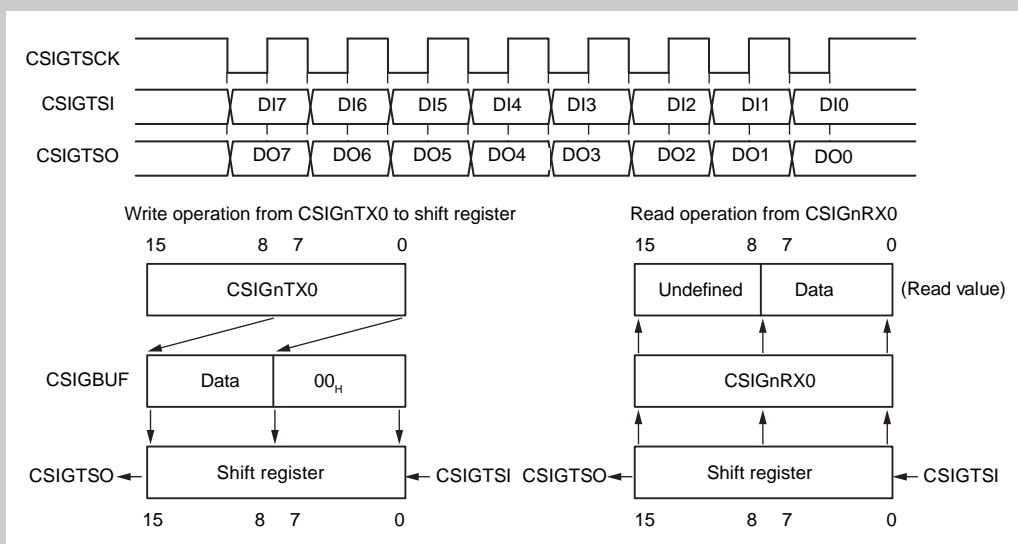 CSIGTSCK
CSIGTSI DI7 DI6 DI5 DI4 DI3 DI2 DI1 DI0
CSIGTSO DO7 DO6 DO5 DO4 DO3 DO2 DO1 DO0
Write operation from CSIGnTX0 to shift register
15 8 7 0
CSIGnTX0
CSIGBUF Data 00H
CSIGTSO Shift register CSIGTSI
15 8 7 0
Read operation from CSIGnRX0
15 8 7 0
Undefined Data (Read value)
CSIGnRX0
CSIGTSO Shift register CSIGTSI
15 8 7 0